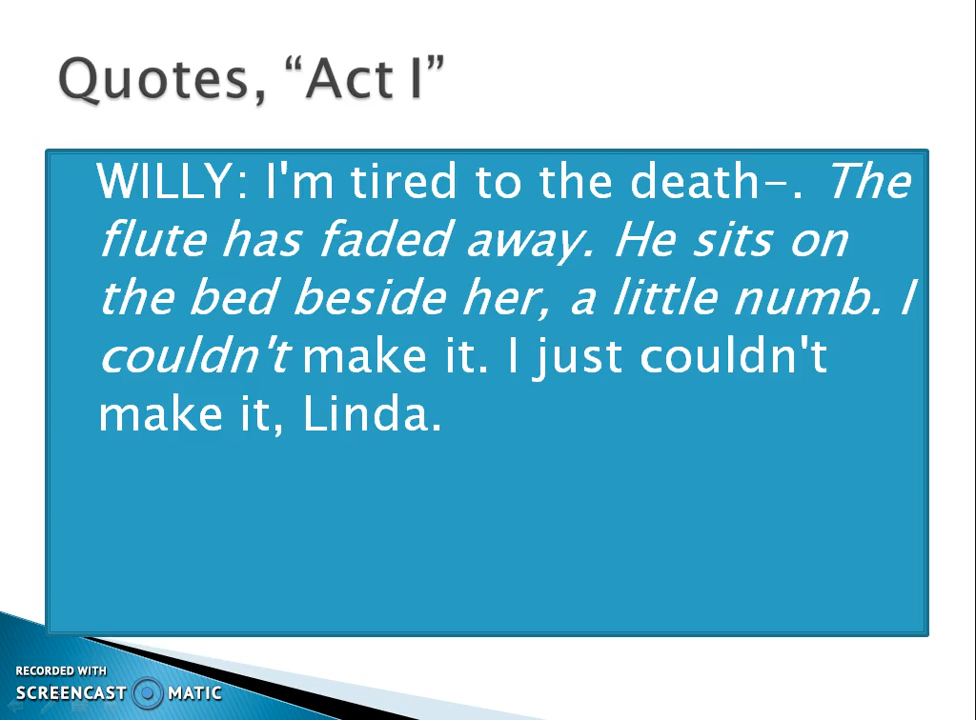 Quotes, “Act I”
WILLY: I'm tired to the death−. The
flute has faded away. He sits on
the bed beside her, a little numb. I
couldn't make it. I just couldn't
make it, Linda.
RECORDED WITH
SCREENCAST MATIC